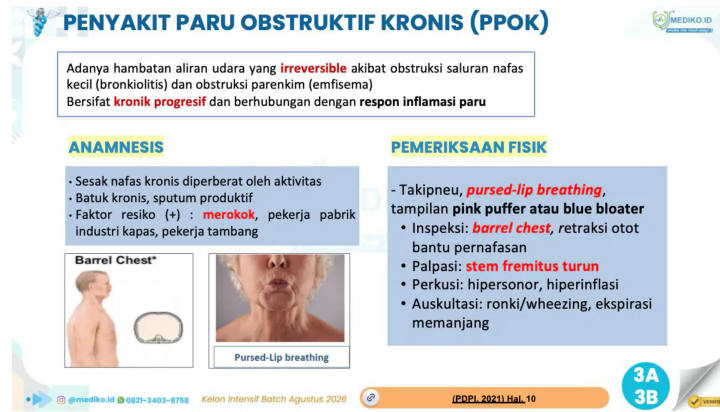 PENYAKIT PARU OBSTRUKTIF KRONIS (PPOK)
MEDIKO.ID
Adanya hambatan aliran udara yang irreversible akibat obstruksi saluran nafas
kecil (bronkiolitis) dan obstruksi parenkim (emfisema)
Bersifat kronik progresif dan berhubungan dengan respon inflamasi paru
ANAMNESIS
• Sesak nafas kronis diperberat oleh aktivitas
• Batuk kronis, sputum produktif
• Faktor resiko (+) : merokok, pekerja pabrik
industri kapas, pekerja tambang
Barrel Chest*
Pursed-Lip breathing
PEMERIKSAAN FISIK
- Takipneu, pursed-lip breathing,
tampilan pink puffer atau blue bloater
• Inspeksi: barrel chest, retraksi otot
bantu pernafasan
• Palpasi: stem fremitus turun
• Perkusi: hipersonor, hiperinflasi
• Auskultasi: ronki/wheezing, ekspirasi
memanjang
3A
3B
@mediko.id 0821-3403-8758 Kelon Intensif Batch Agustus 2026
(PDPI, 2021) Hal. 10